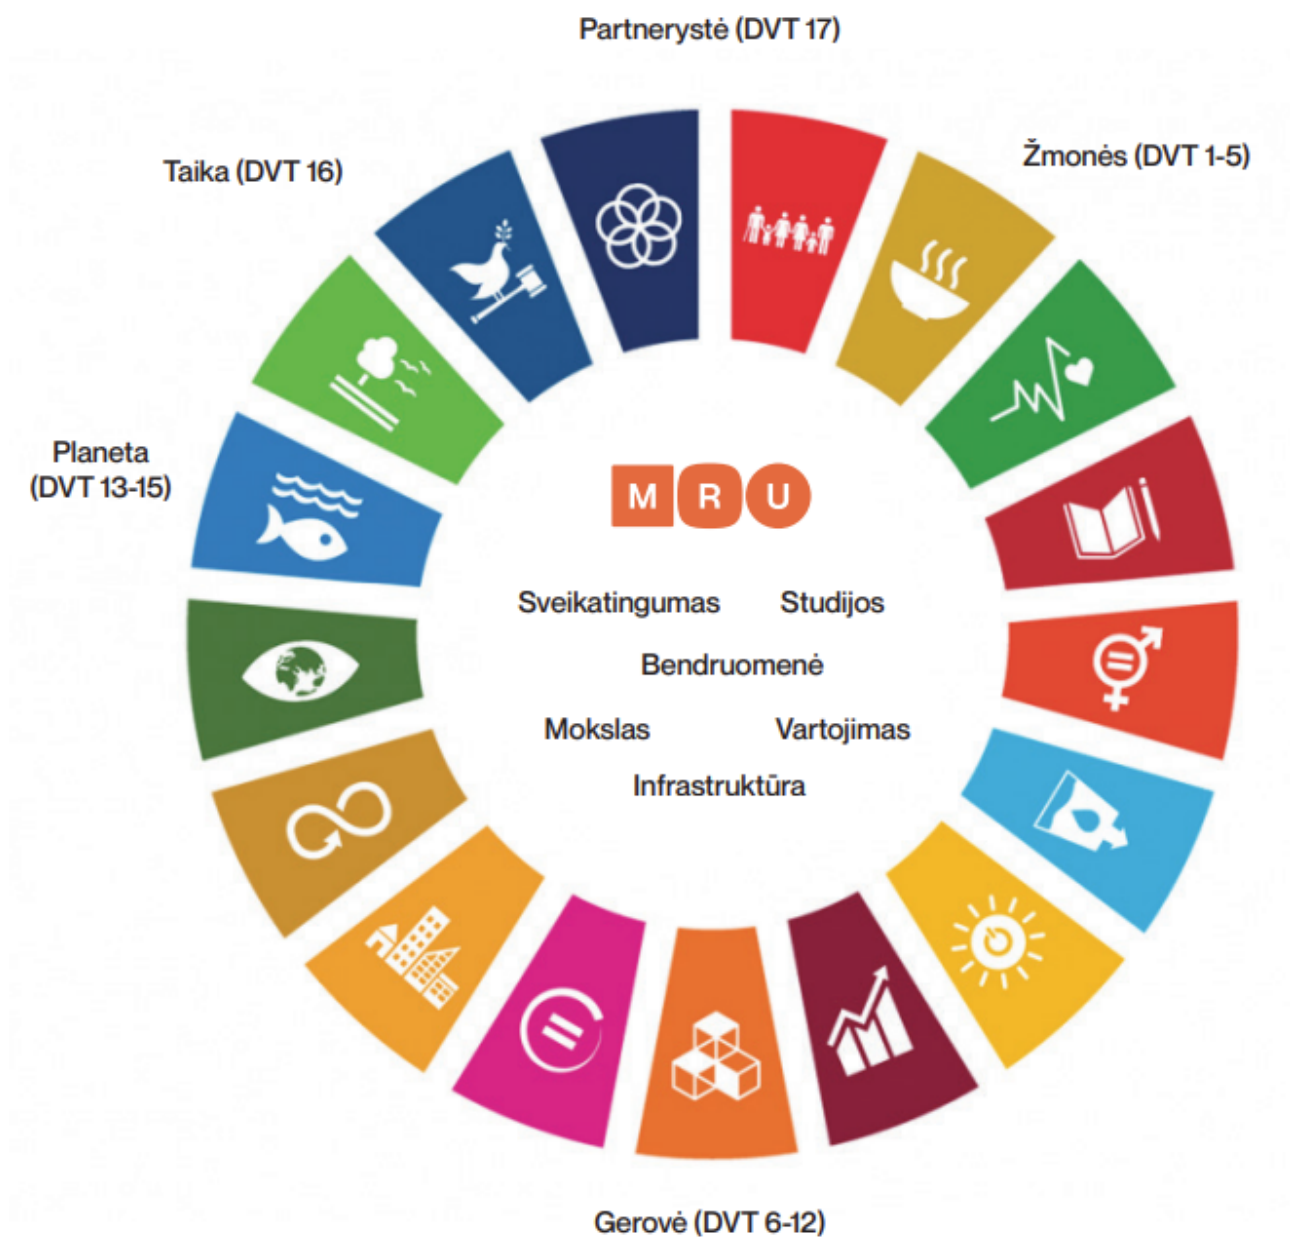 Partnerystė (DVT 17)
Taika (DVT 16)
Žmonės (DVT 1-5)
Planeta
(DVT 13-15)
MRU
Sveikatingumas Studijos
Bendruomenė
Mokslas Vartojimas
Infrastruktūra
Gerovė (DVT 6-12)